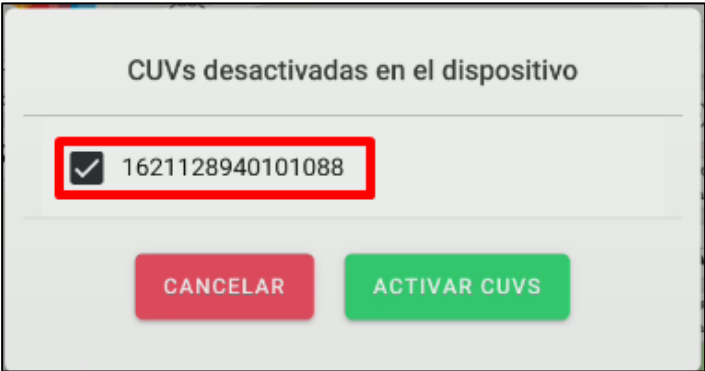 CUVs desactivadas en el dispositivo
1621128940101088
CANCELAR
ACTIVAR CUVS